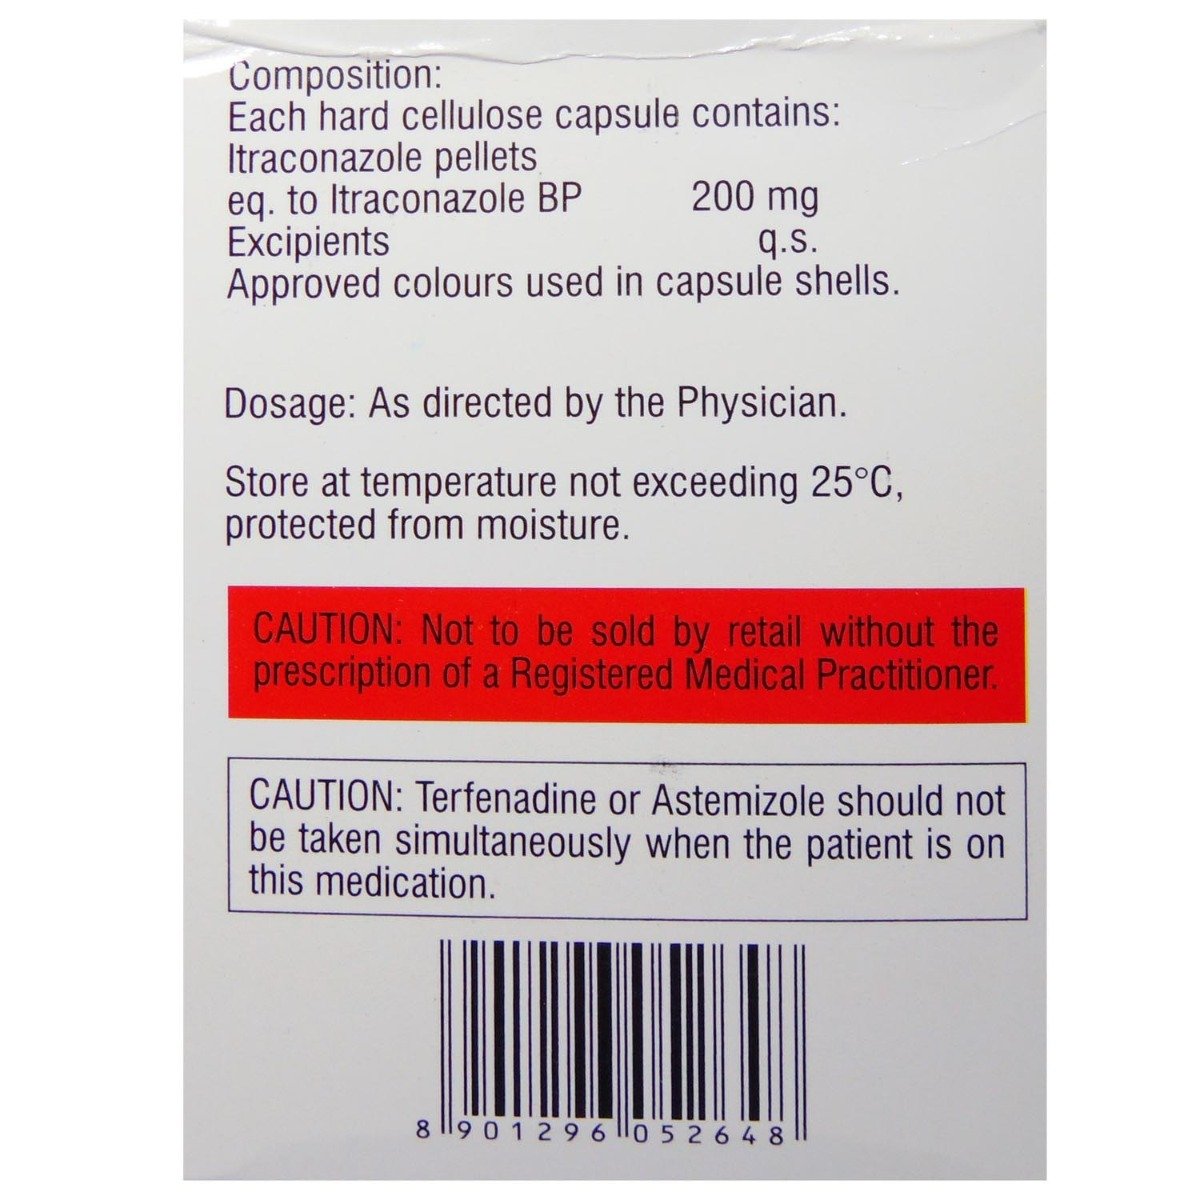 Composition:
Each hard cellulose capsule contains:
Itraconazole pellets
eq. to Itraconazole BP 200 mg
Excipients q.s.
Approved colours used in capsule shells.
Dosage: As directed by the Physician.
Store at temperature not exceeding 25°C,
protected from moisture.
CAUTION: Not to be sold by retail without the
prescription of a Registered Medical Practitioner.
CAUTION: Terfenadine or Astemizole should not
be taken simultaneously when the patient is on
this medication.
8 901296 052648